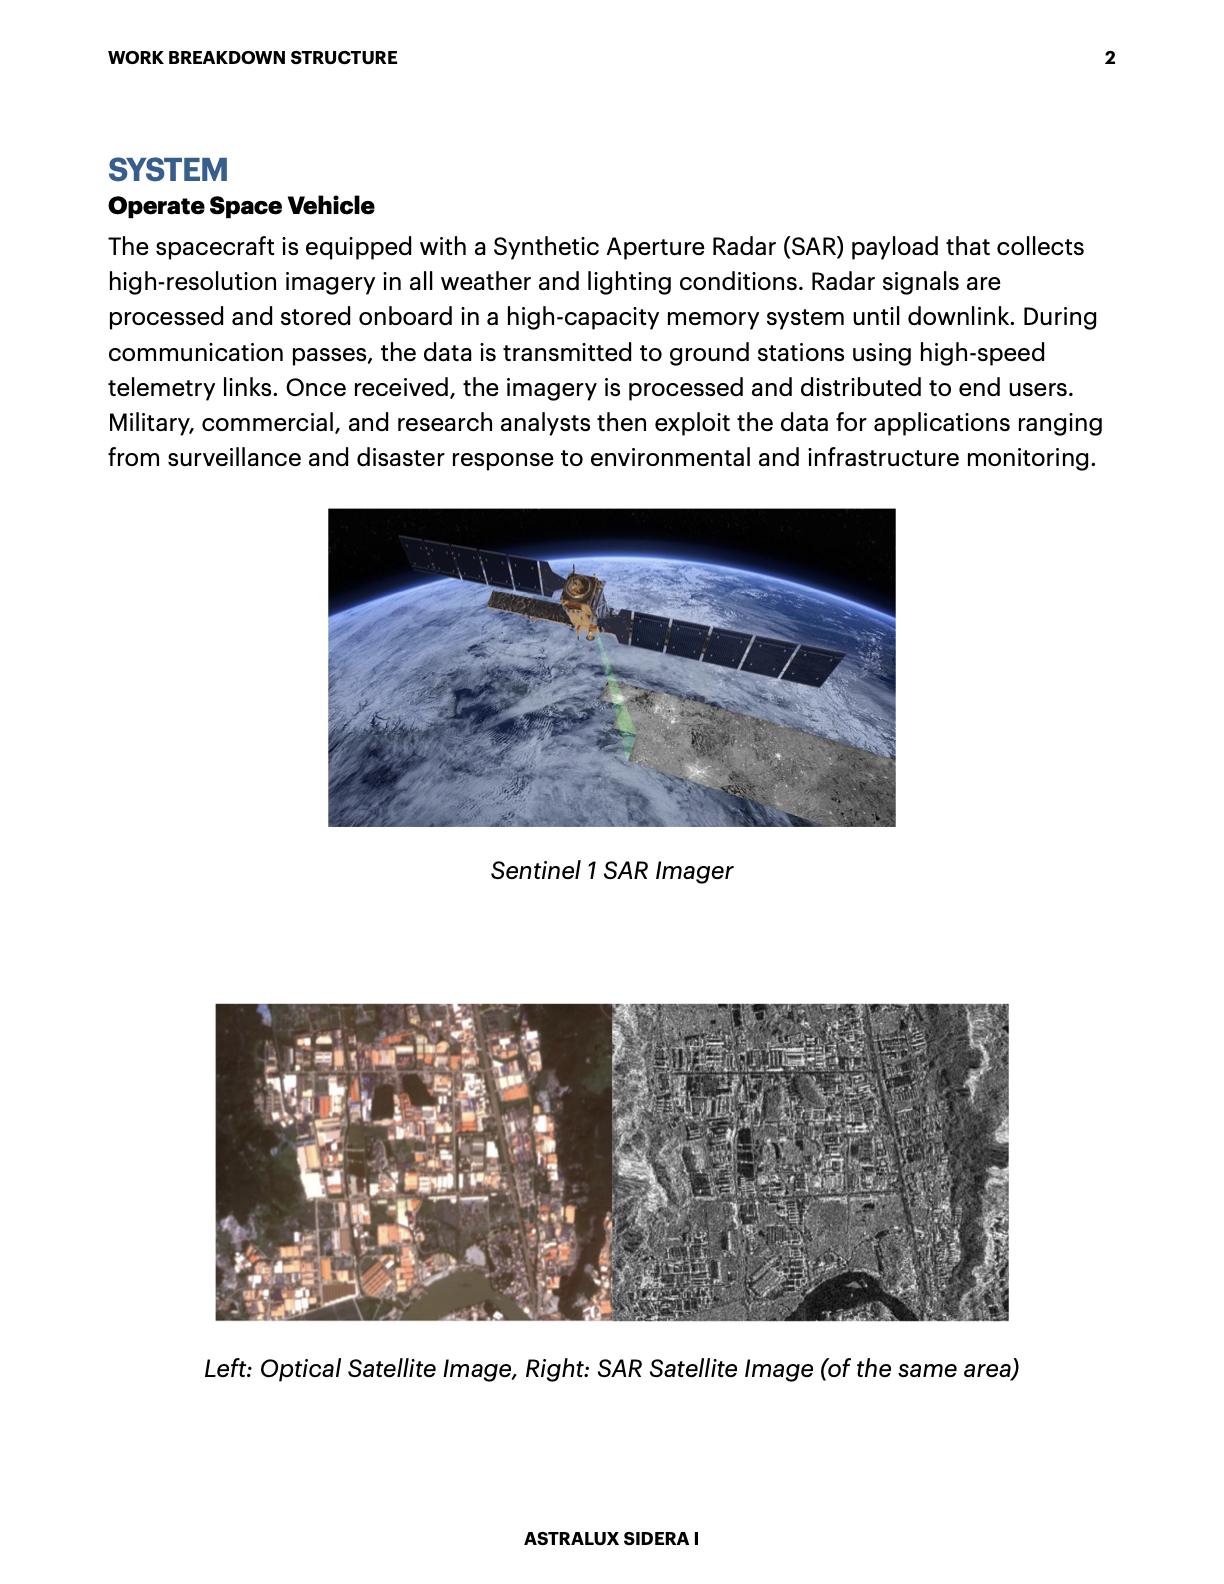 WORK BREAKDOWN STRUCTURE 2
SYSTEM
Operate Space Vehicle
The spacecraft is equipped with a Synthetic Aperture Radar (SAR) payload that collects
high-resolution imagery in all weather and lighting conditions. Radar signals are
processed and stored onboard in a high-capacity memory system until downlink. During
communication passes, the data is transmitted to ground stations using high-speed
telemetry links. Once received, the imagery is processed and distributed to end users.
Military, commercial, and research analysts then exploit the data for applications ranging
from surveillance and disaster response to environmental and infrastructure monitoring.
Sentinel 1 SAR Imager
Left: Optical Satellite Image, Right: SAR Satellite Image (of the same area)
ASTRALUX SIDERA I